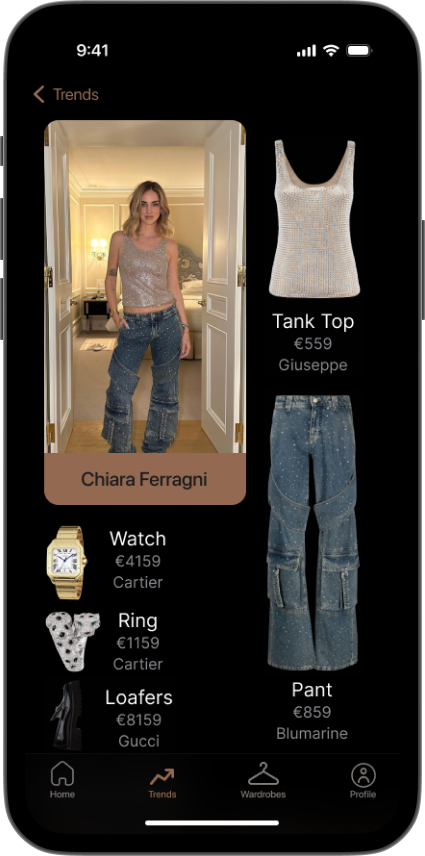 9:41
Trends
Chiara Ferragni
Tank Top
€559
Giuseppe
Watch
€4159
Cartier
Ring
€1159
Cartier
Loafers
€8159
Gucci
Pant
€859
Blumarine
Home
Trends
Wardrobes
Profile